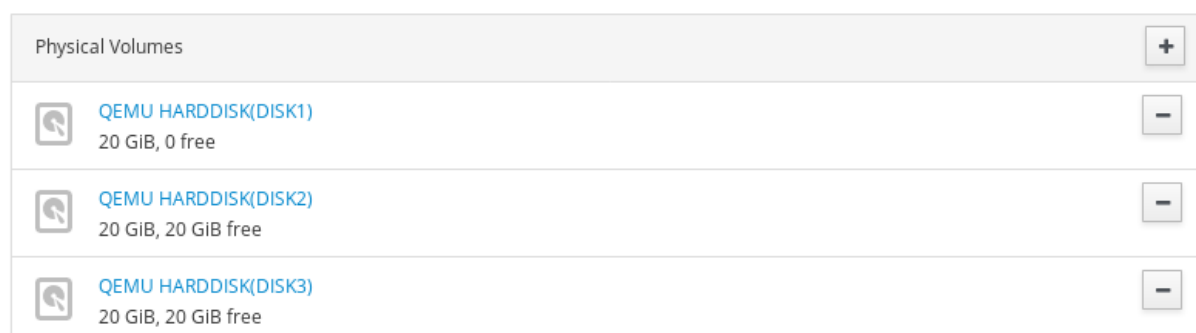 Physical Volumes
QEMU HARDDISK(DISK1)
20 GiB, 0 free
QEMU HARDDISK(DISK2)
20 GiB, 20 GiB free
QEMU HARDDISK(DISK3)
20 GiB, 20 GiB free